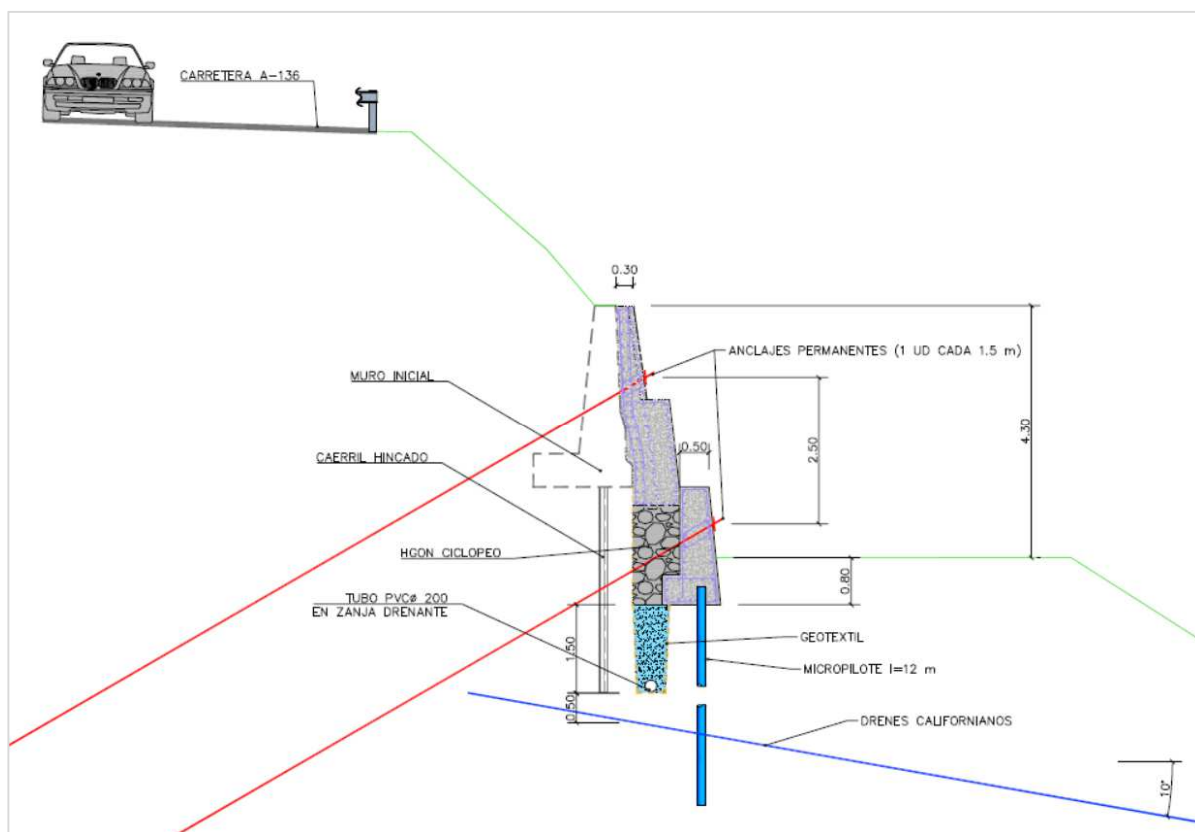 CARRETERA A-136
0.30
ANCLAJES PERMANENTES (1 UD CADA 1.5 m)
MURO INICIAL
4.30
2.50
0.50
CAERRIL HINCADO
HGON CICLOPEO
0.80
TUBO PVCø 200
EN ZANJA DRENANTE
1.50
GEOTEXTIL
MICROPILOTE l=12 m
0.50
DRENES CALIFORNIANOS
10°